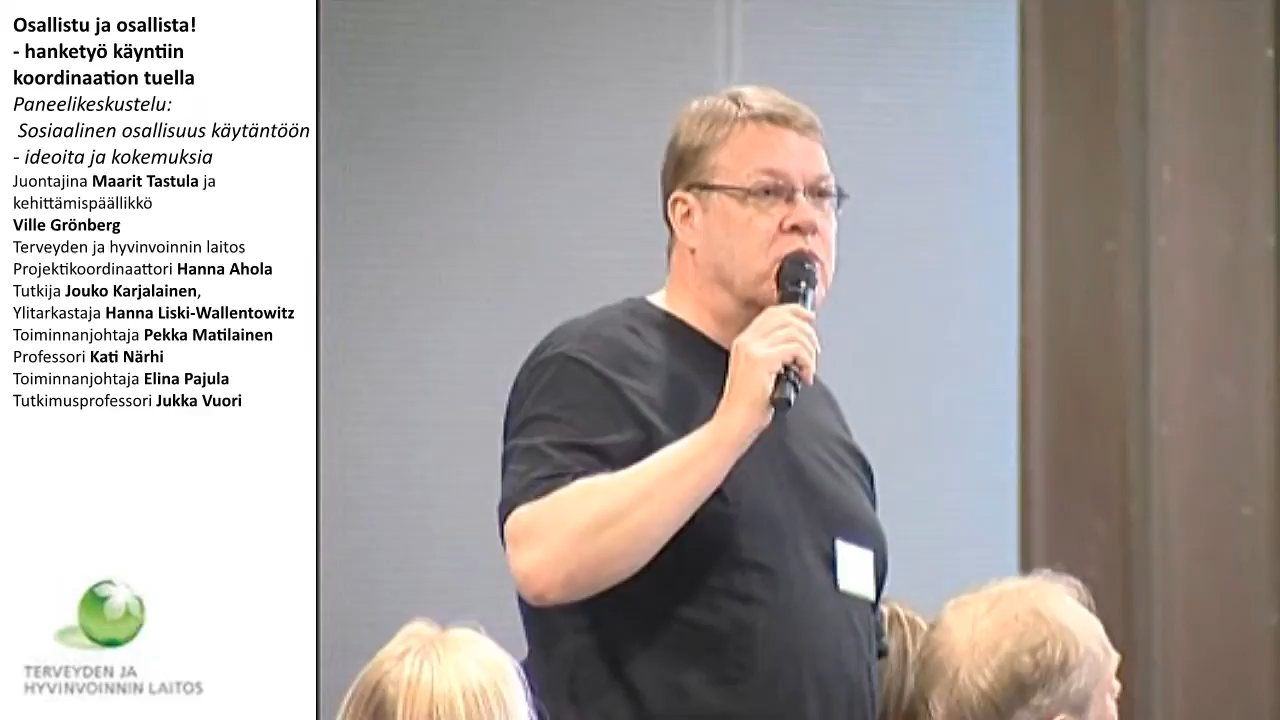 Osallistu ja osallista!
- hanketyö käyntiin
koordinaation tuella
Paneelikeskustelu:
Sosiaalinen osallisuus käytäntöön
- ideoita ja kokemuksia
Juontajina Maarit Tastula ja
kehittämispäällikkö
Ville Grönberg
Terveyden ja hyvinvoinnin laitos
Projektikoordinaattori Hanna Ahola
Tutkija Jouko Karjalainen,
Ylitarkastaja Hanna Liski-Wallentowitz
Toiminnanjohtaja Pekka Matilainen
Professori Kati Närhi
Toiminnanjohtaja Elina Pajula
Tutkimusprofessori Jukka Vuori
TERVEYDEN JA
HYVINVOINNIN LAITOS